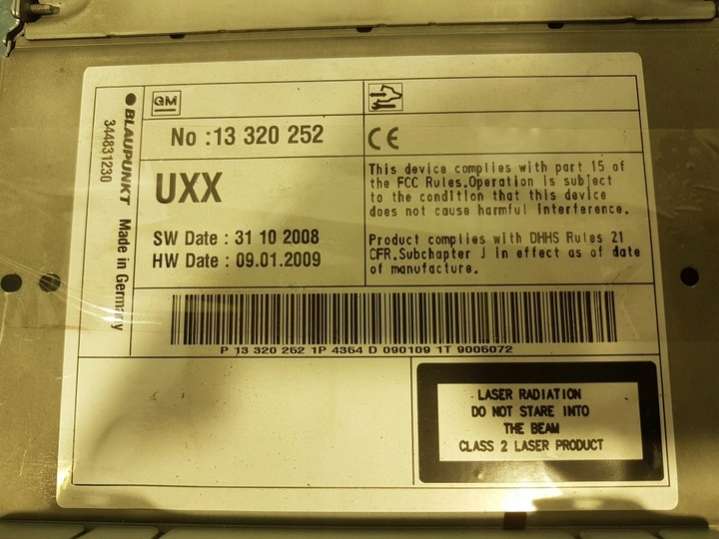 GM
No :13 320 252
UXX
SW Date : 31 10 2008
HW Date : 09.01.2009
BLAUPUNKT Made in Germany
344831230
CE
This device complies with part 15 of
the FCC Rules.Operation is subject
to the condition that this device
does not cause harmful interference.
Product complies with DHHS Rules 21
CFR.Subchapter J in effect as of date
of manufacture.
P 13 320 252 1P 4354 D 090109 1T 9005072
LASER RADIATION
DO NOT STARE INTO
THE BEAM
CLASS 2 LASER PRODUCT